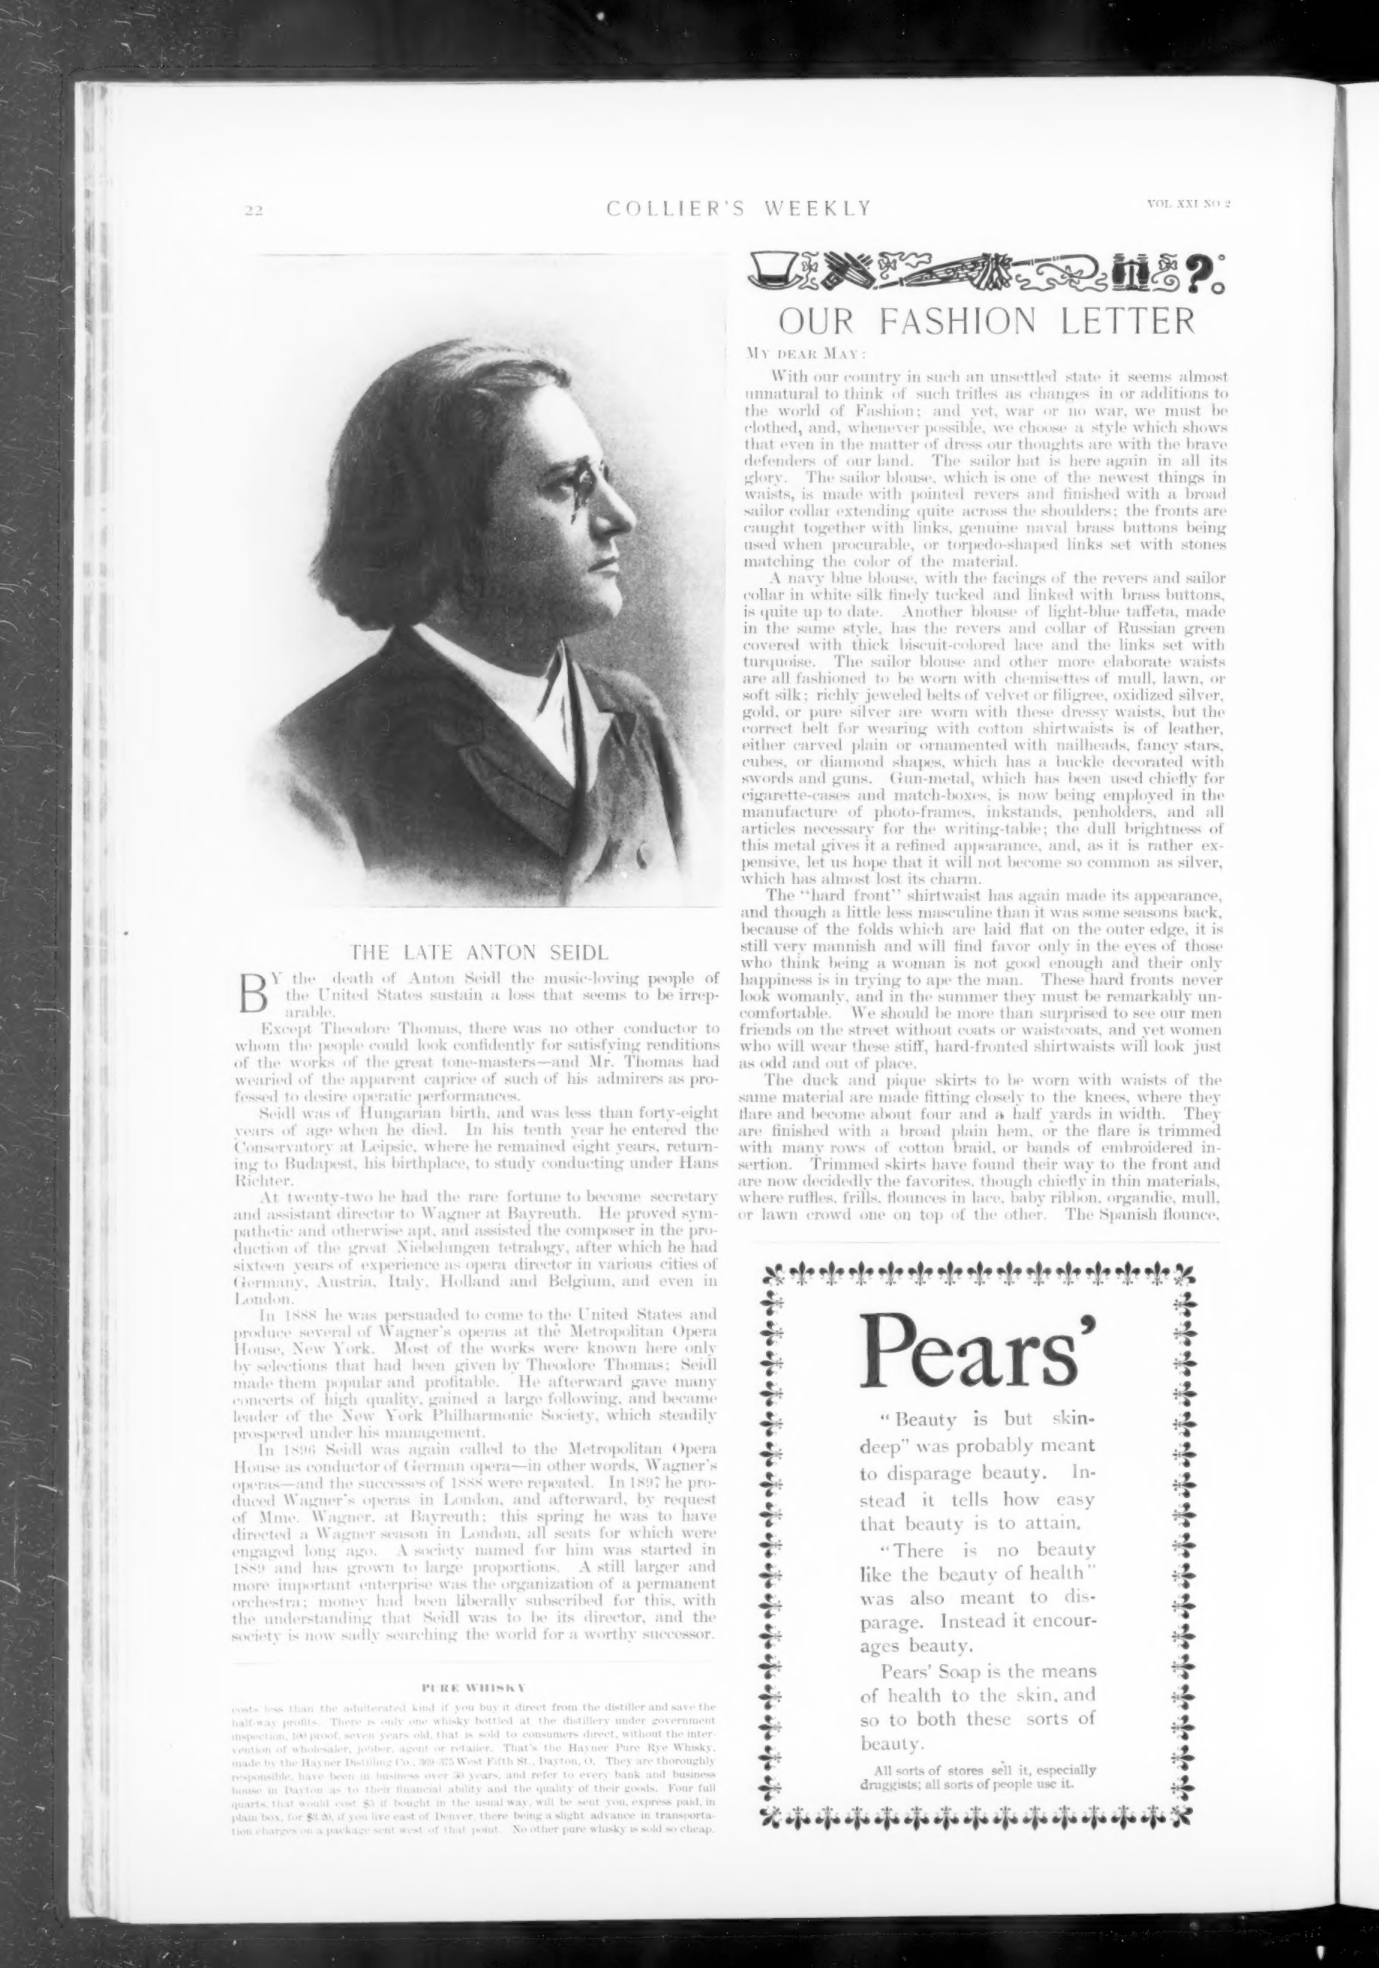 22
COLLIER'S WEEKLY
VOL XXI NO 2
THE LATE ANTON SEIDL
BY the death of Anton Seidl the music-loving people of
the United States sustain a loss that seems to be irrep-
arable.
Except Theodore Thomas, there was no other conductor to
whom the people could look confidently for satisfying renditions
of the works of the great tone-masters—and Mr. Thomas had
wearied of the apparent caprice of such of his admirers as pro-
fessed to desire operatic performances.
Seidl was of Hungarian birth, and was less than forty-eight
years of age when he died. In his tenth year he entered the
Conservatory at Leipsic, where he remained eight years, return-
ing to Budapest, his birthplace, to study conducting under Hans
Richter.
At twenty-two he had the rare fortune to become secretary
and assistant director to Wagner at Bayreuth. He proved sym-
pathetic and otherwise apt, and assisted the composer in the pro-
duction of the great Niebelungen tetralogy, after which he had
sixteen years of experience as opera director in various cities of
Germany, Austria, Italy, Holland and Belgium, and even in
London.
In 1888 he was persuaded to come to the United States and
produce several of Wagner's operas at the Metropolitan Opera
House, New York. Most of the works were known here only
by selections that had been given by Theodore Thomas; Seidl
made them popular and profitable. He afterward gave many
concerts of high quality, gained a large following, and became
leader of the New York Philharmonic Society, which steadily
prospered under his management.
In 1896 Seidl was again called to the Metropolitan Opera
House as conductor of German opera—in other words, Wagner's
operas—and the successes of 1888 were repeated. In 1897 he pro-
duced Wagner's operas in London, and afterward, by request
of Mme. Wagner, at Bayreuth; this spring he was to have
directed a Wagner season in London, all seats for which were
engaged long ago. A society named for him was started in
1889 and has grown to large proportions. A still larger and
more important enterprise was the organization of a permanent
orchestra; money had been liberally subscribed for this, with
the understanding that Seidl was to be its director, and the
society is now sadly searching the world for a worthy successor.
PURE WHISKY
costs less than the adulterated kind if you buy it direct from the distiller and save the
half-way profits. There is only one whisky bottled at the distillery under government
inspection, 100 proof, seven years old, that is sold to consumers direct, without the inter-
vention of wholesaler, jobber, agent or retailer. That's the Hayner Pure Rye Whisky,
made by the Hayner Distilling Co., 369-375 West Fifth St., Dayton, O. They are thoroughly
responsible, have been in business over 30 years, and refer to every bank and business
house in Dayton as to their financial ability and the quality of their goods. Four full
quarts, that would cost $5 if bought in the usual way, will be sent you, express paid, in
plain box, for $3.20, if you live east of Denver, there being a slight advance in transporta-
tion charges on a package sent west of that point. No other pure whisky is sold so cheap.
OUR FASHION LETTER
MY DEAR MAY:
With our country in such an unsettled state it seems almost
unnatural to think of such trifles as changes in or additions to
the world of Fashion; and yet, war or no war, we must be
clothed, and, whenever possible, we choose a style which shows
that even in the matter of dress our thoughts are with the brave
defenders of our land. The sailor hat is here again in all its
glory. The sailor blouse, which is one of the newest things in
waists, is made with pointed revers and finished with a broad
sailor collar extending quite across the shoulders; the fronts are
caught together with links, genuine naval brass buttons being
used when procurable, or torpedo-shaped links set with stones
matching the color of the material.
A navy blue blouse, with the facings of the revers and sailor
collar in white silk finely tucked and linked with brass buttons,
is quite up to date. Another blouse of light-blue taffeta, made
in the same style, has the revers and collar of Russian green
covered with thick biscuit-colored lace and the links set with
turquoise. The sailor blouse and other more elaborate waists
are all fashioned to be worn with chemisettes of mull, lawn, or
soft silk; richly jeweled belts of velvet or filigree, oxidized silver,
gold, or pure silver are worn with these dressy waists, but the
correct belt for wearing with cotton shirtwaists is of leather,
either carved plain or ornamented with nailheads, fancy stars,
cubes, or diamond shapes, which has a buckle decorated with
swords and guns. Gun-metal, which has been used chiefly for
cigarette-cases and match-boxes, is now being employed in the
manufacture of photo-frames, inkstands, penholders, and all
articles necessary for the writing-table; the dull brightness of
this metal gives it a refined appearance, and, as it is rather ex-
pensive, let us hope that it will not become so common as silver,
which has almost lost its charm.
The "hard front" shirtwaist has again made its appearance,
and though a little less masculine than it was some seasons back,
because of the folds which are laid flat on the outer edge, it is
still very mannish and will find favor only in the eyes of those
who think being a woman is not good enough and their only
happiness is in trying to ape the man. These hard fronts never
look womanly, and in the summer they must be remarkably un-
comfortable. We should be more than surprised to see our men
friends on the street without coats or waistcoats, and yet women
who will wear these stiff, hard-fronted shirtwaists will look just
as odd and out of place.
The duck and pique skirts to be worn with waists of the
same material are made fitting closely to the knees, where they
flare and become about four and a half yards in width. They
are finished with a broad plain hem, or the flare is trimmed
with many rows of cotton braid, or bands of embroidered in-
sertion. Trimmed skirts have found their way to the front and
are now decidedly the favorites, though chiefly in thin materials,
where ruffles, frills, flounces in lace, baby ribbon, organdie, mull,
or lawn crowd one on top of the other. The Spanish flounce,
Pears'
"Beauty is but skin-
deep" was probably meant
to disparage beauty. In-
stead it tells how easy
that beauty is to attain.
"There is no beauty
like the beauty of health"
was also meant to dis-
parage. Instead it encour-
ages beauty.
Pears' Soap is the means
of health to the skin, and
so to both these sorts of
beauty.
All sorts of stores sell it, especially
druggists; all sorts of people use it.